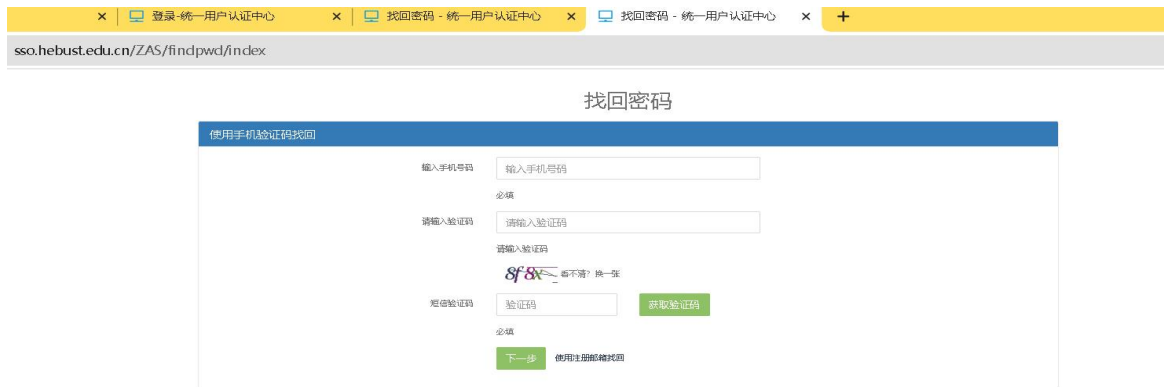 登录-统一用户认证中心 找回密码 - 统一用户认证中心 找回密码 - 统一用户认证中心
sso.hebust.edu.cn/ZAS/findpwd/index
找回密码
使用手机验证码找回
输入手机号码 输入手机号码
必填
请输入验证码 请输入验证码
请输入验证码
8f8x 看不清？换一张
短信验证码 验证码 获取验证码
必填
下一步 使用注册邮箱找回